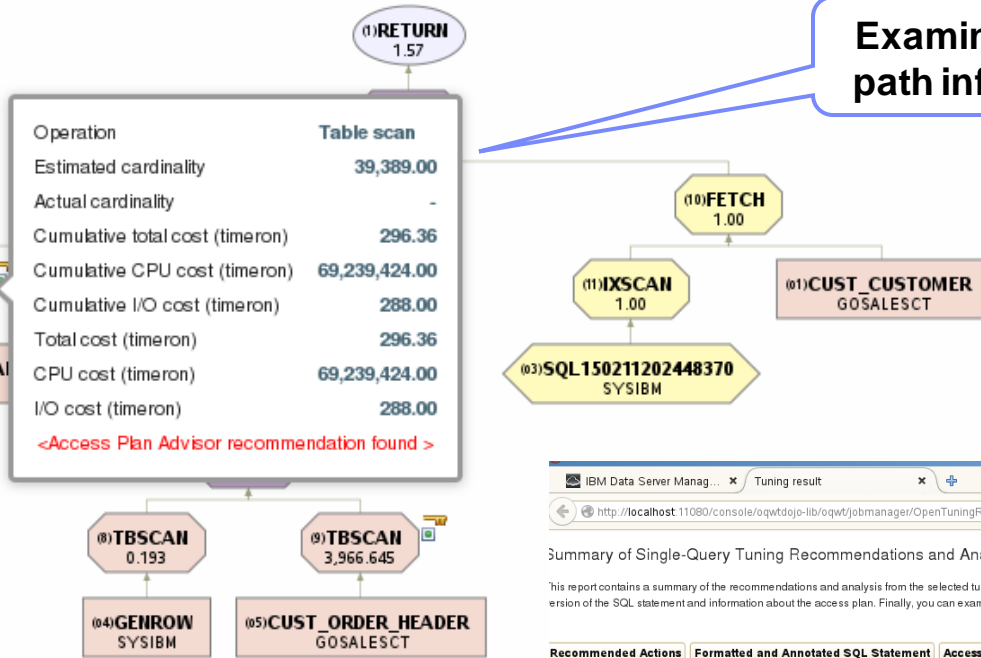 (1)RETURN
1.57
Examin
path inf
Operation Table scan
Estimated cardinality 39,389.00
Actual cardinality -
Cumulative total cost (timeron) 296.36
Cumulative CPU cost (timeron) 69,239,424.00
Cumulative I/O cost (timeron) 288.00
Total cost (timeron) 296.36
CPU cost (timeron) 69,239,424.00
I/O cost (timeron) 288.00
<Access Plan Advisor recommendation found >
(10)FETCH
1.00
(11)IXSCAN
1.00
(01)CUST_CUSTOMER
GOSALESCT
(03)SQL150211202448370
SYSIBM
(8)TBSCAN
0.193
(9)TBSCAN
3,966.645
(04)GENROW
SYSIBM
(05)CUST_ORDER_HEADER
GOSALESCT
IBM Data Server Manag... × Tuning result ×
http://localhost:11080/console/oqwtdojo-lib/oqwt/jobmanager/OpenTuningR
Summary of Single-Query Tuning Recommendations and Ana
This report contains a summary of the recommendations and analysis from the selected tu
ersion of the SQL statement and information about the access plan. Finally, you can exam
Recommended Actions Formatted and Annotated SQL Statement Access